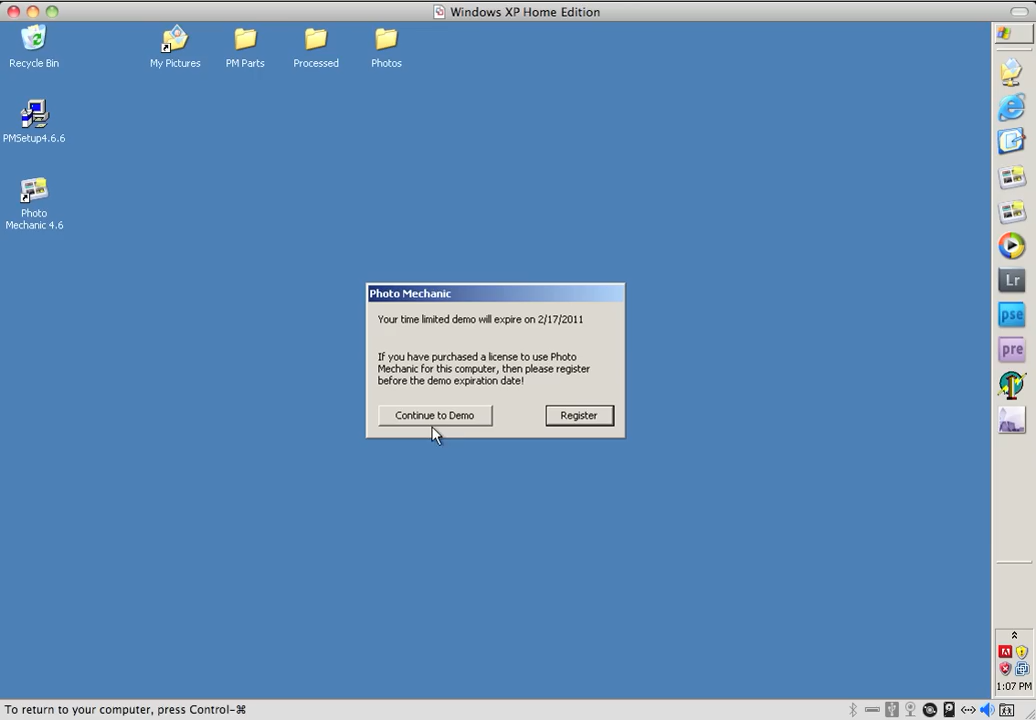 Windows XP Home Edition
Recycle Bin
My Pictures
PM Parts
Processed
Photos
PMSetup4.6.6
Photo
Mechanic 4.6
Photo Mechanic
Your time limited demo will expire on 2/17/2011
If you have purchased a license to use Photo
Mechanic for this computer, then please register
before the demo expiration date!
Continue to Demo
Register
Lr
pse
pre
1:07 PM
To return to your computer, press Control-⌘